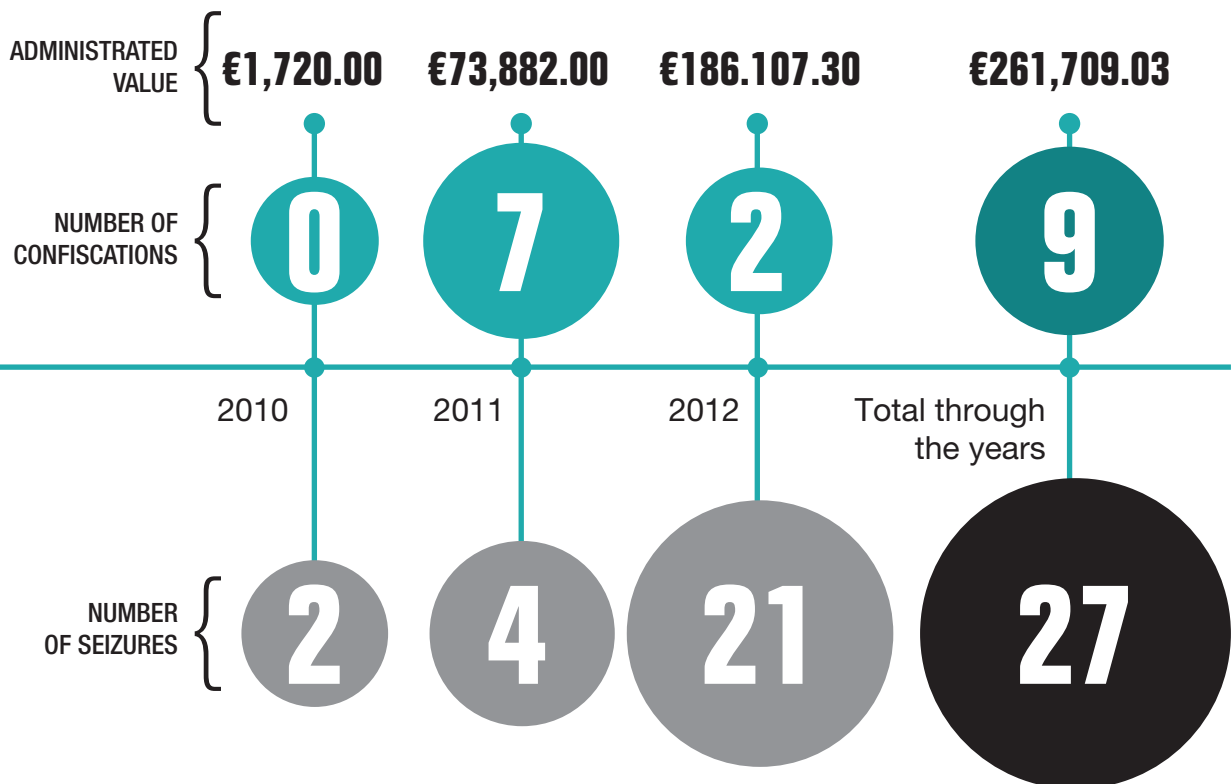 ADMINISTRATED
VALUE
€1,720.00 €73,882.00 €186.107.30 €261,709.03
NUMBER OF
CONFISCATIONS
0 7 2 9
2010 2011 2012 Total through
the years
NUMBER
OF SEIZURES
2 4 21 27